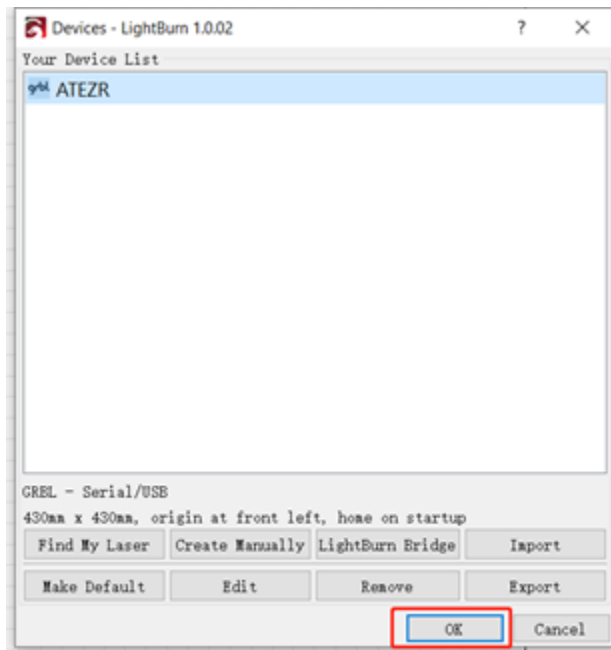 Devices - LightBurn 1.0.02 ?
Your Device List
grbl ATEZR
GRBL - Serial/USB
430mm x 430mm, origin at front left, home on startup
Find My Laser Create Manually LightBurn Bridge Import
Make Default Edit Remove Export
OK Cancel